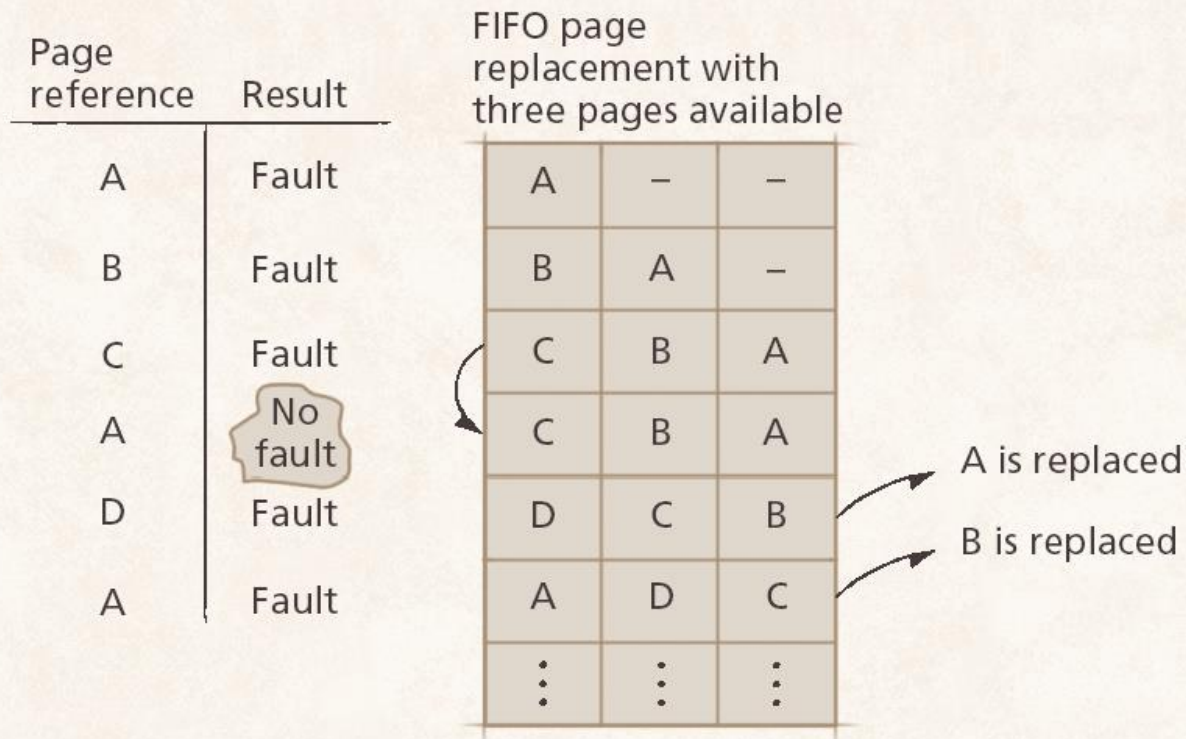 Page
reference Result
A Fault
B Fault
C Fault
A No
fault
D Fault
A Fault
FIFO page
replacement with
three pages available
A – –
B A –
C B A
C B A
D C B
A D C
A is replaced
B is replaced